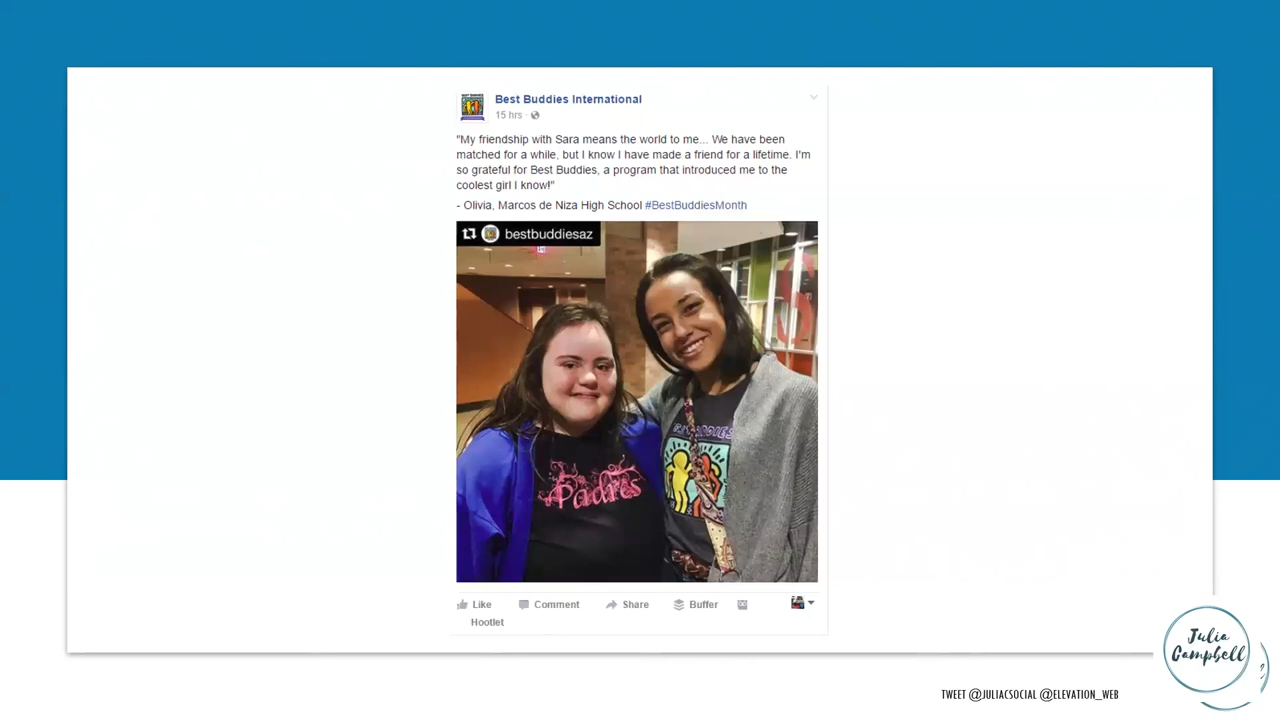 Best Buddies International
15 hrs ·
"My friendship with Sara means the world to me... We have been
matched for a while, but I know I have made a friend for a lifetime. I'm
so grateful for Best Buddies, a program that introduced me to the
coolest girl I know!"
- Olivia, Marcos de Niza High School #BestBuddiesMonth
bestbuddiesaz
Padres
Like Comment Share Buffer
Hootlet
Julia
Campbell
TWEET @JULIACSOCIAL @ELEVATION_WEB